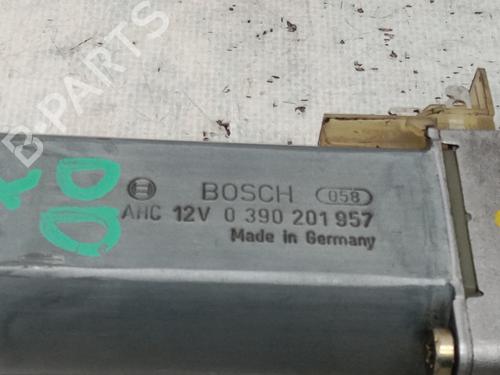 B-PARTS
BOSCH 058
AHC 12V 0 390 201 957
Made in Germany